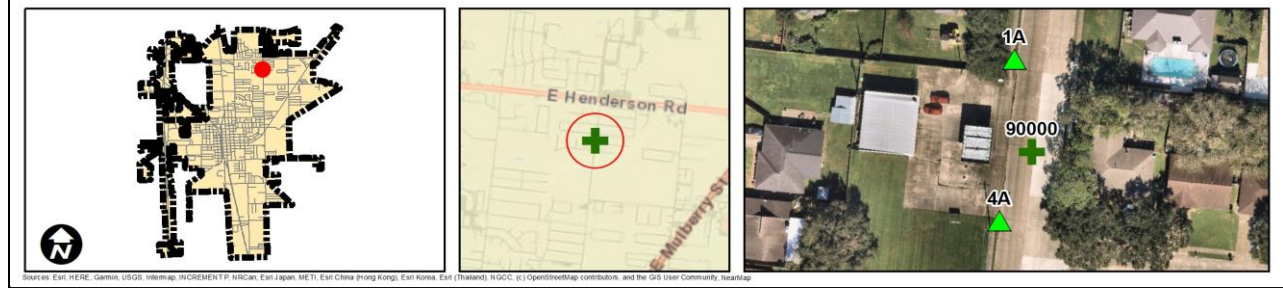 N
E Henderson Rd
E Mulberry St
1A
90000
4A
Sources: Esri, HERE, Garmin, USGS, Intermap, INCREMENT P, NRCan, Esri Japan, METI, Esri China (Hong Kong), Esri Korea, Esri (Thailand), NGCC, (c) OpenStreetMap contributors, and the GIS User Community, NearMap